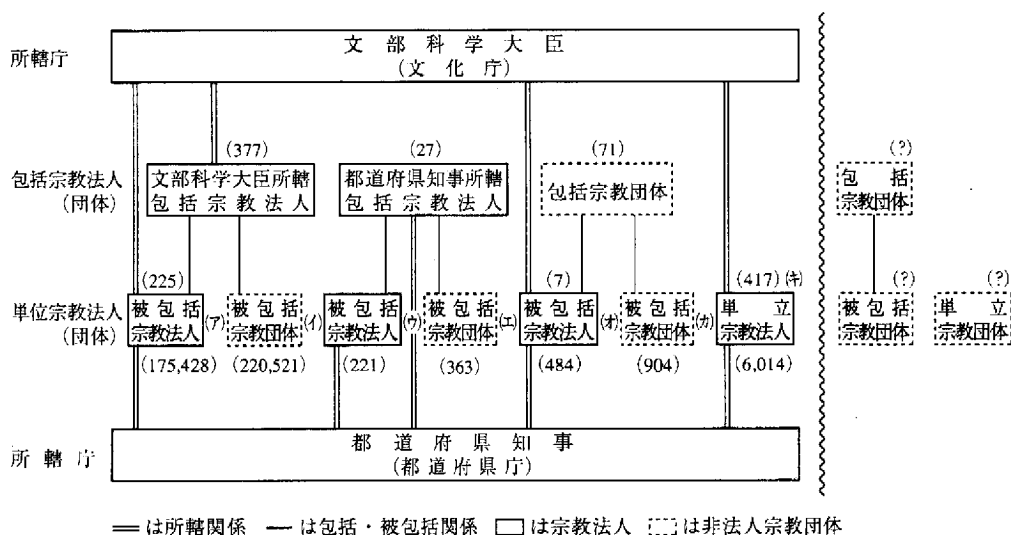 所轄庁
文部科学大臣
(文化庁)
(377)
(27)
(71)
(?)
包括宗教法人
(団体)
文部科学大臣所轄
包括宗教法人
都道府県知事所轄
包括宗教法人
包括宗教団体
包括
宗教団体
(225)
(7)
(417)
(キ)
(?)
(?)
単位宗教法人
(団体)
被包括
宗教法人
(ア)
被包括
宗教団体
(イ)
被包括
宗教法人
(ウ)
被包括
宗教団体
(エ)
被包括
宗教法人
(オ)
被包括
宗教団体
(カ)
単立
宗教法人
被包括
宗教団体
単立
宗教団体
(175,428)
(220,521)
(221)
(363)
(484)
(904)
(6,014)
所轄庁
都道府県知事
(都道府県庁)
═は所轄関係 ─は包括・被包括関係 □は宗教法人 は非法人宗教団体